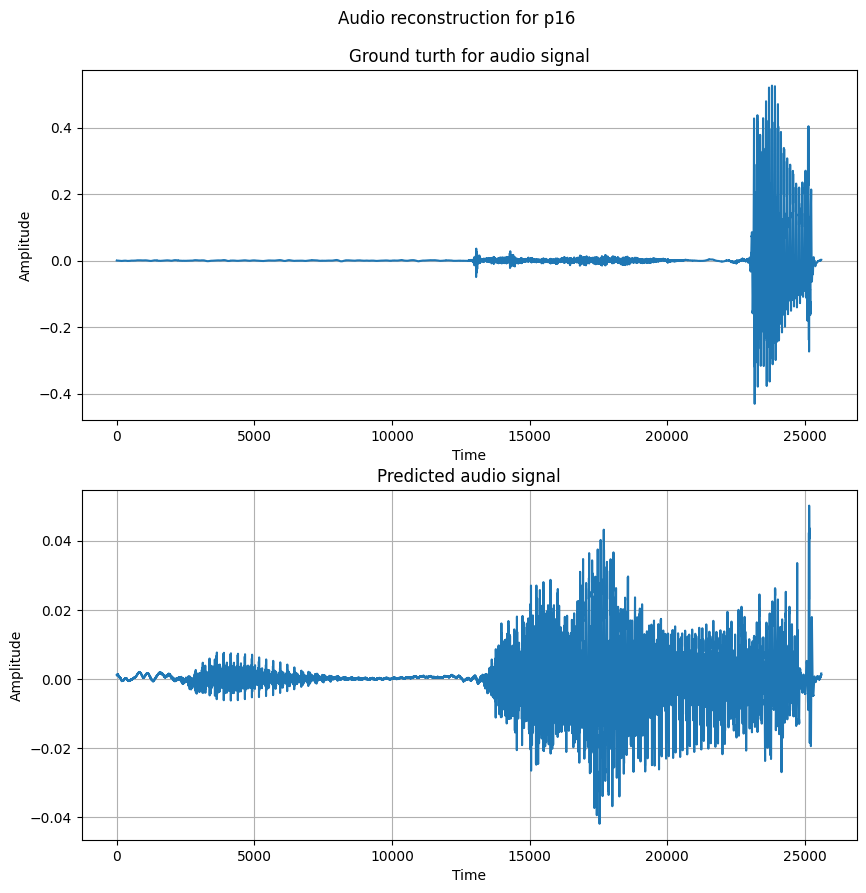 Audio reconstruction for p16
Ground turth for audio signal
0.4
0.2
0.0
−0.2
−0.4
Amplitude
0 5000 10000 15000 20000 25000
Time
Predicted audio signal
0.04
0.02
0.00
−0.02
−0.04
Amplitude
0 5000 10000 15000 20000 25000
Time